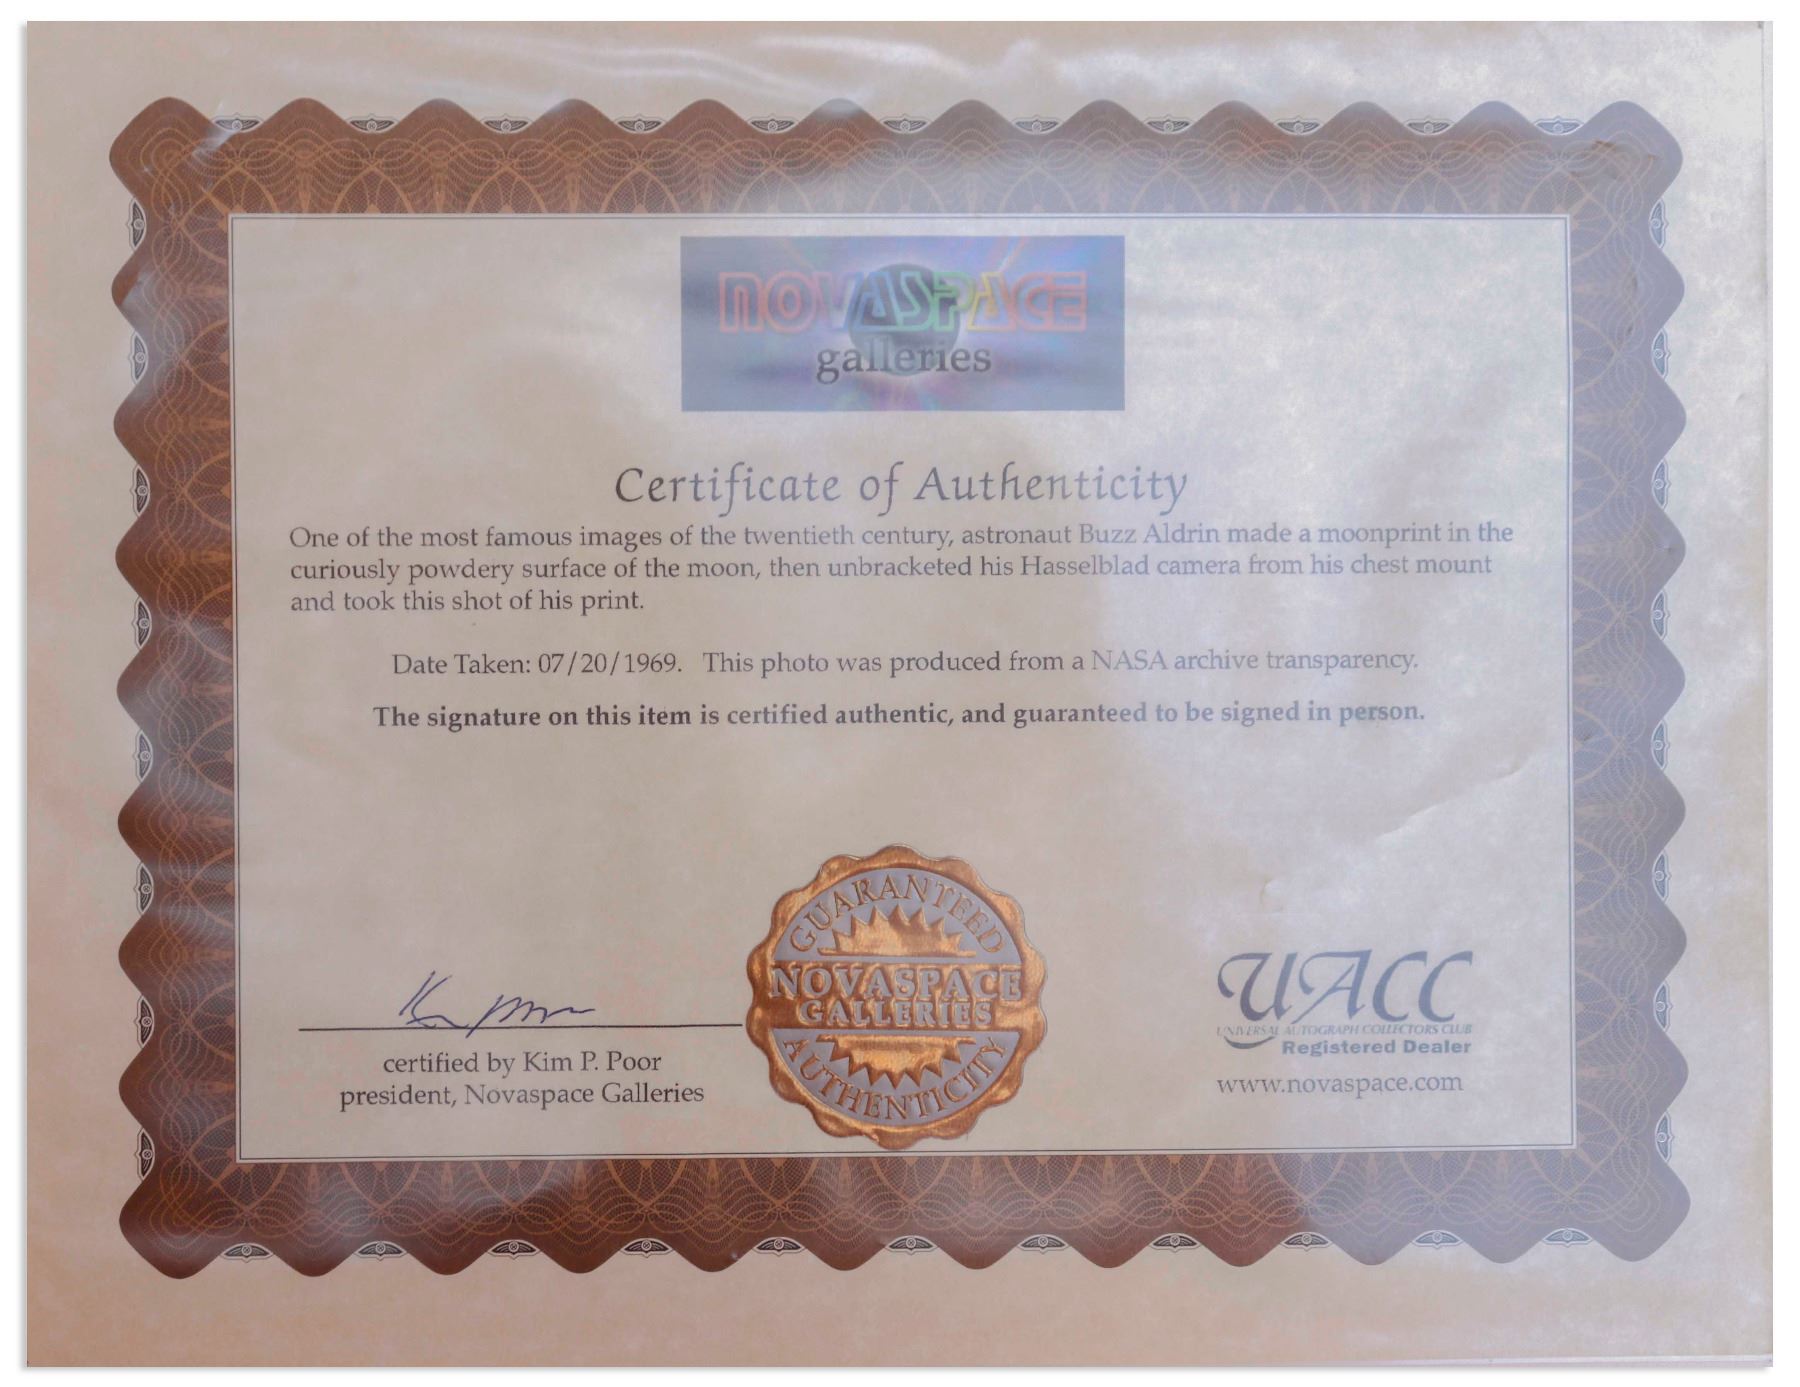 NOVASPACE
galleries
Certificate of Authenticity
One of the most famous images of the twentieth century, astronaut Buzz Aldrin made a moonprint in the
curiously powdery surface of the moon, then unbracketed his Hasselblad camera from his chest mount
and took this shot of his print.
Date Taken: 07/20/1969. This photo was produced from a NASA archive transparency.
The signature on this item is certified authentic, and guaranteed to be signed in person.
certified by Kim P. Poor
president, Novaspace Galleries
GUARANTEED
NOVASPACE
GALLERIES
AUTHENTICITY
UACC
UNIVERSAL AUTOGRAPH COLLECTORS CLUB
Registered Dealer
www.novaspace.com